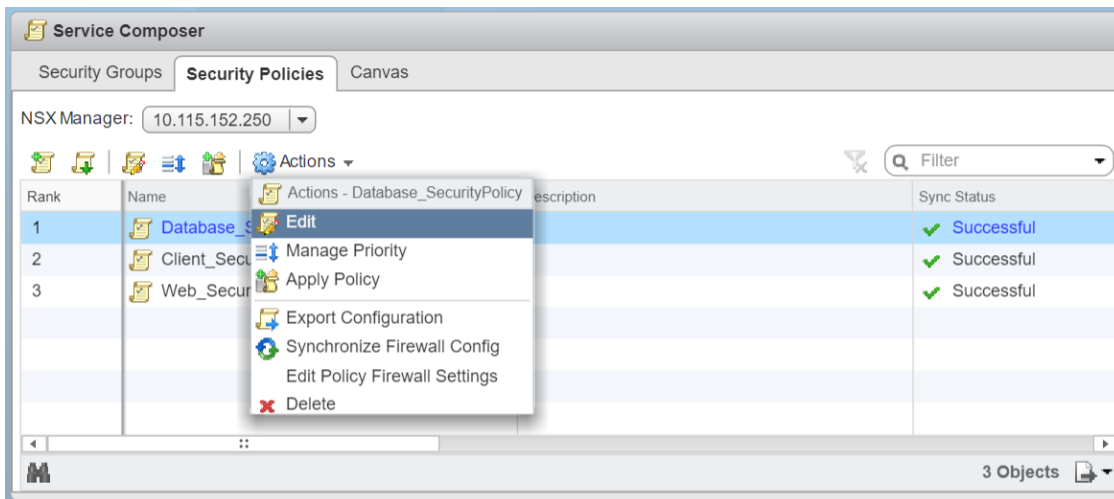 Service Composer
Security Groups Security Policies Canvas
NSX Manager: 10.115.152.250
Actions Filter
Rank Name escription Sync Status
Actions - Database_SecurityPolicy
1 Database_S Successful
Edit
2 Client_Secu Successful
Manage Priority
3 Web_Secur Successful
Apply Policy
Export Configuration
Synchronize Firewall Config
Edit Policy Firewall Settings
Delete
3 Objects